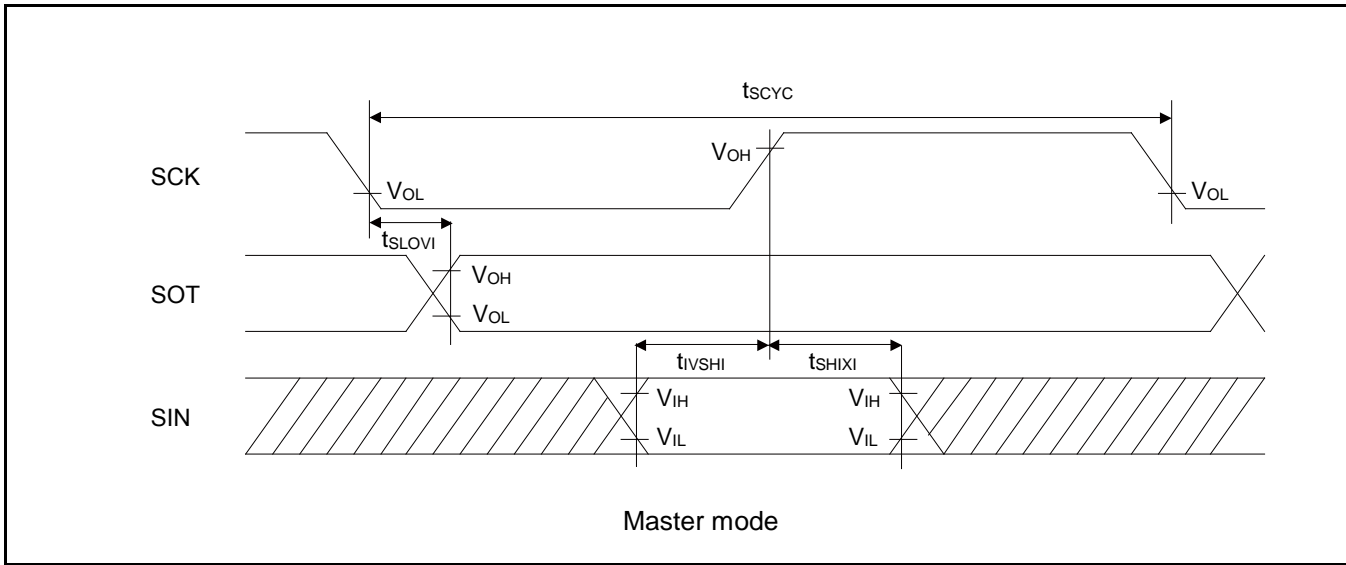 tSCYC
SCK
VOH
VOL
VOL
tSLOVI
SOT
VOH
VOL
tIVSHI
tSHIXI
SIN
VIH
VIH
VIL
VIL
Master mode